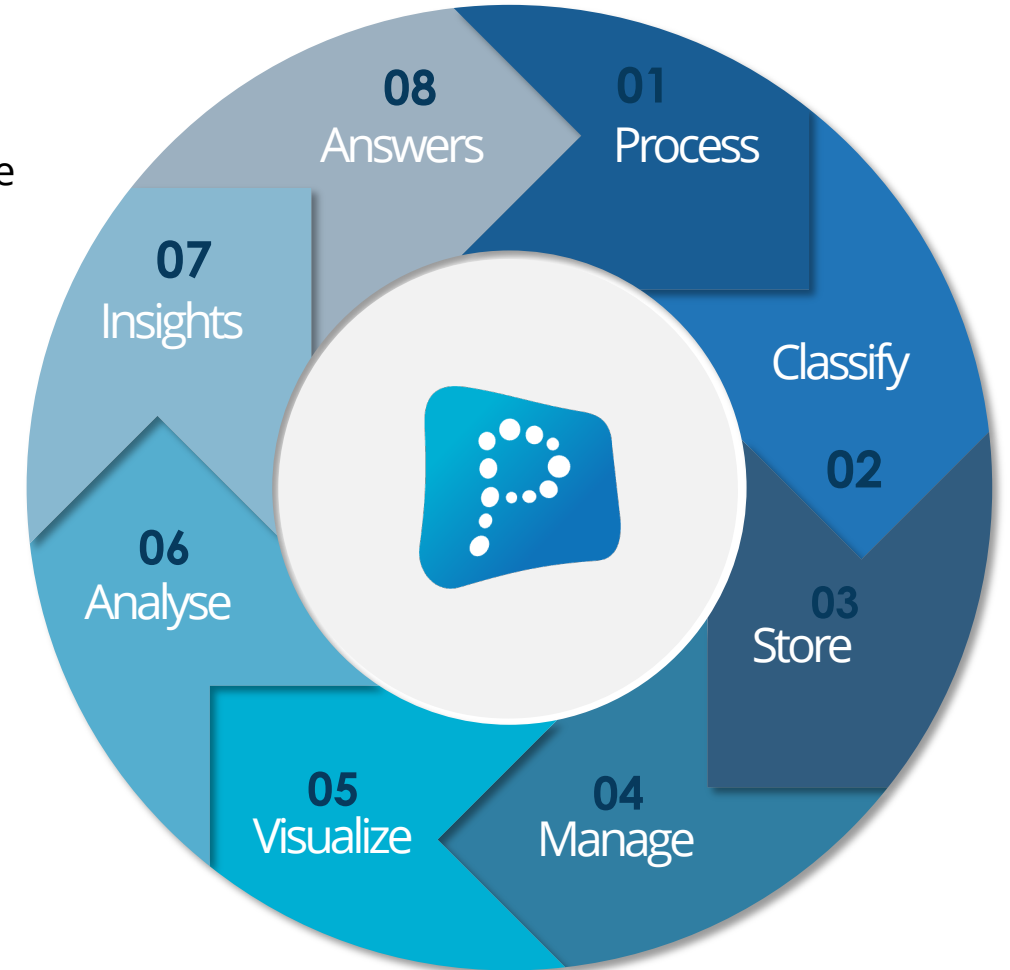 01
Process
Classify
02
03
Store
04
Manage
05
Visualize
06
Analyse
07
Insights
08
Answers
e
P